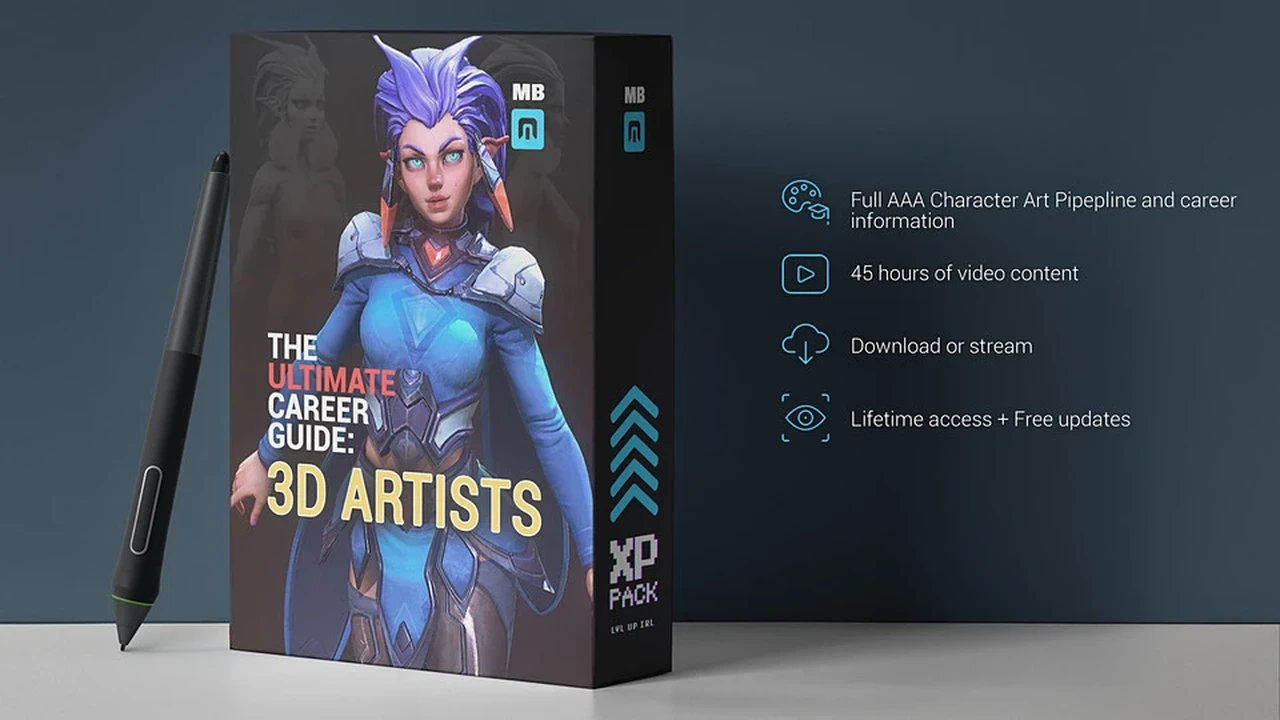 MB
THE
ULTIMATE
CAREER
GUIDE:
3D ARTISTS
MB
XP
PACK
LVL UP IRL
Full AAA Character Art Pipepline and career
information
45 hours of video content
Download or stream
Lifetime access + Free updates